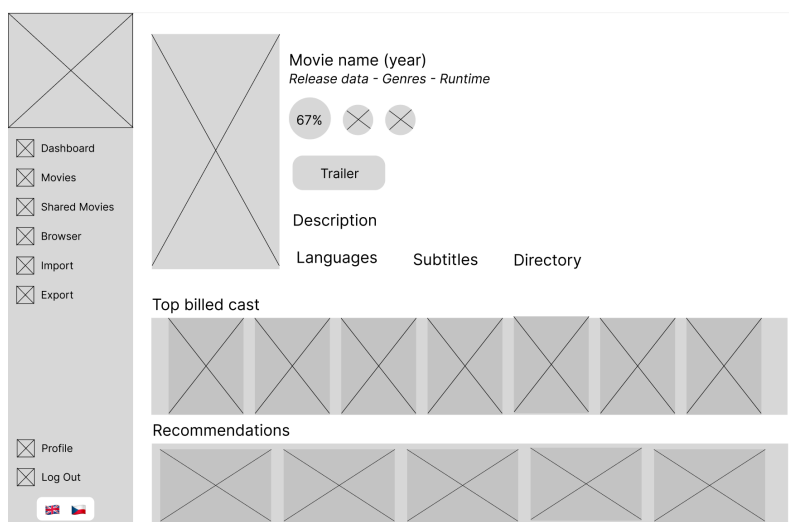 Dashboard
Movies
Shared Movies
Browser
Import
Export
Profile
Log Out
Movie name (year)
Release data - Genres - Runtime
67%
Trailer
Description
Languages
Subtitles
Directory
Top billed cast
Recommendations